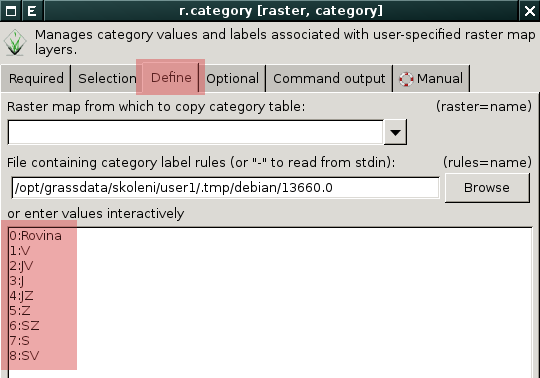 r.category [raster, category]
Manages category values and labels associated with user-specified raster map
layers.
Required Selection Define Optional Command output Manual
Raster map from which to copy category table: (raster=name)
File containing category label rules (or "-" to read from stdin): (rules=name)
/opt/grassdata/skoleni/user1/.tmp/debian/13660.0 Browse
or enter values interactively
0:Rovina
1:V
2:JV
3:J
4:JZ
5:Z
6:SZ
7:S
8:SV